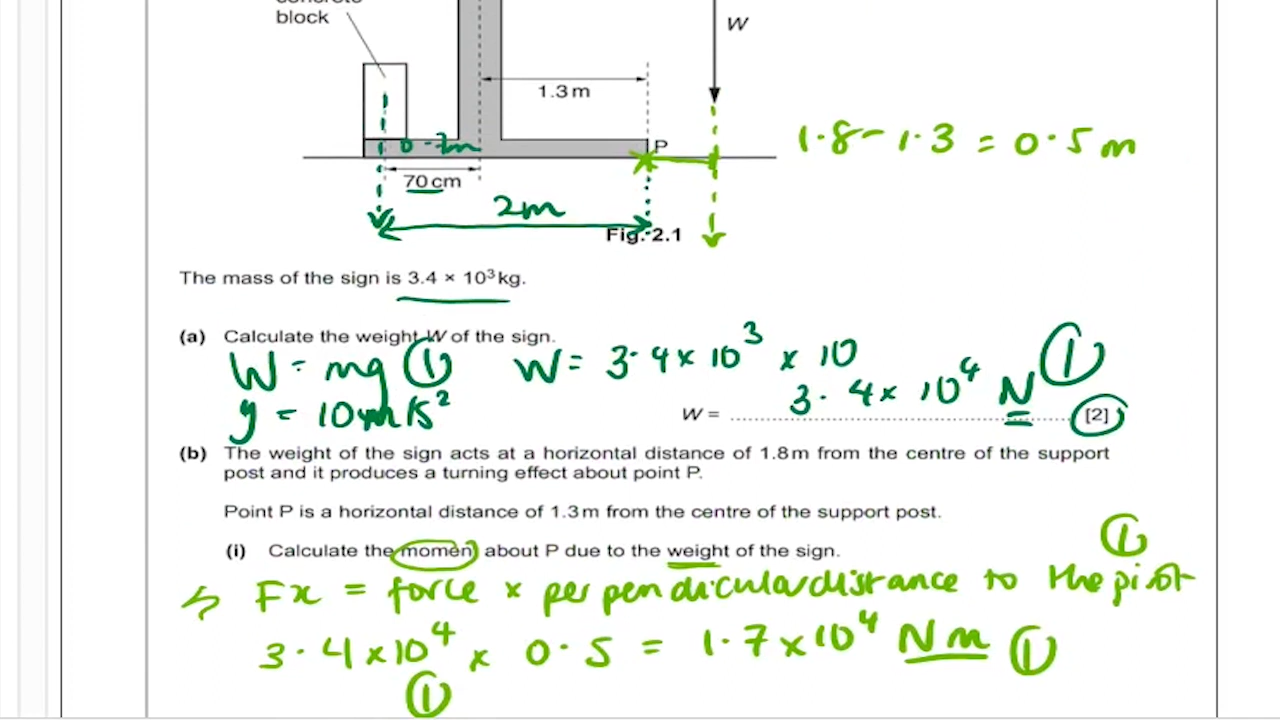 block
W
1.3 m
1.8 - 1.3 = 0.5 m
0.7m
P
70 cm
2m
Fig. 2.1
The mass of the sign is 3.4 × 10³ kg.
(a) Calculate the weight W of the sign.
W = mg ① W = 3.4 × 10³ × 10 ①
g = 10 m/s² 3.4 × 10⁴ N
W = ........................................ [2]
(b) The weight of the sign acts at a horizontal distance of 1.8 m from the centre of the support
post and it produces a turning effect about point P.
Point P is a horizontal distance of 1.3 m from the centre of the support post.
(i) Calculate the momen about P due to the weight of the sign.
①
Fx = force × perpendicular distance to the pivot
3.4 × 10⁴ × 0.5 = 1.7 × 10⁴ Nm ①
①